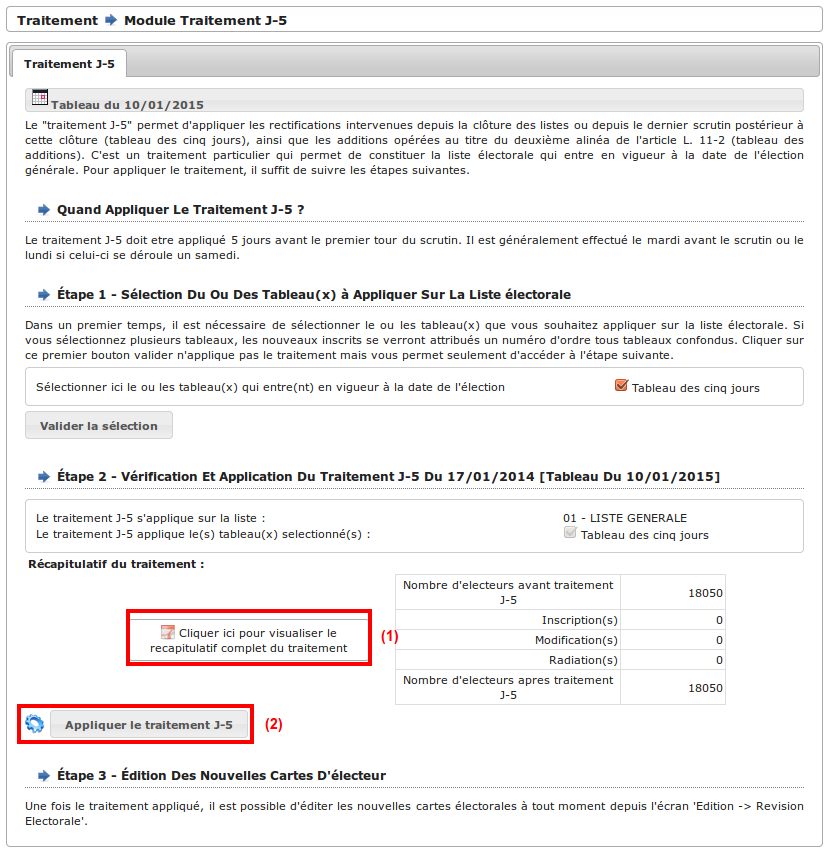 Traitement Module Traitement J-5
Traitement J-5
Tableau du 10/01/2015
Le "traitement J-5" permet d'appliquer les rectifications intervenues depuis la clôture des listes ou depuis le dernier scrutin postérieur à
cette clôture (tableau des cinq jours), ainsi que les additions opérées au titre du deuxième alinéa de l'article L. 11-2 (tableau des
additions). C'est un traitement particulier qui permet de constituer la liste électorale qui entre en vigueur à la date de l'élection
générale. Pour appliquer le traitement, il suffit de suivre les étapes suivantes.
Quand Appliquer Le Traitement J-5 ?
Le traitement J-5 doit etre appliqué 5 jours avant le premier tour du scrutin. Il est généralement effectué le mardi avant le scrutin ou le
lundi si celui-ci se déroule un samedi.
Étape 1 - Sélection Du Ou Des Tableau(x) à Appliquer Sur La Liste électorale
Dans un premier temps, il est nécessaire de sélectionner le ou les tableau(x) que vous souhaitez appliquer sur la liste électorale. Si
vous sélectionnez plusieurs tableaux, les nouveaux inscrits se verront attribués un numéro d'ordre tous tableaux confondus. Cliquer sur
ce premier bouton valider n'applique pas le traitement mais vous permet seulement d'accéder à l'étape suivante.
Sélectionner ici le ou les tableau(x) qui entre(nt) en vigueur à la date de l'élection Tableau des cinq jours
Valider la sélection
Étape 2 - Vérification Et Application Du Traitement J-5 Du 17/01/2014 [Tableau Du 10/01/2015]
Le traitement J-5 s'applique sur la liste : 01 - LISTE GENERALE
Le traitement J-5 applique le(s) tableau(x) selectionné(s) : Tableau des cinq jours
Récapitulatif du traitement :
Cliquer ici pour visualiser le
recapitulatif complet du traitement
(1)
Nombre d'electeurs avant traitement
J-5 18050
Inscription(s) 0
Modification(s) 0
Radiation(s) 0
Nombre d'electeurs apres traitement
J-5 18050
Appliquer le traitement J-5 (2)
Étape 3 - Édition Des Nouvelles Cartes D'électeur
Une fois le traitement appliqué, il est possible d'éditer les nouvelles cartes électorales à tout moment depuis l'écran 'Edition -> Revision
Electorale'.